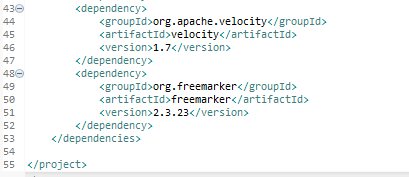 43 <dependency>
44 <groupId>org.apache.velocity</groupId>
45 <artifactId>velocity</artifactId>
46 <version>1.7</version>
47 </dependency>
48 <dependency>
49 <groupId>org.freemarker</groupId>
50 <artifactId>freemarker</artifactId>
51 <version>2.3.23</version>
52 </dependency>
53 </dependencies>
54
55 </project>